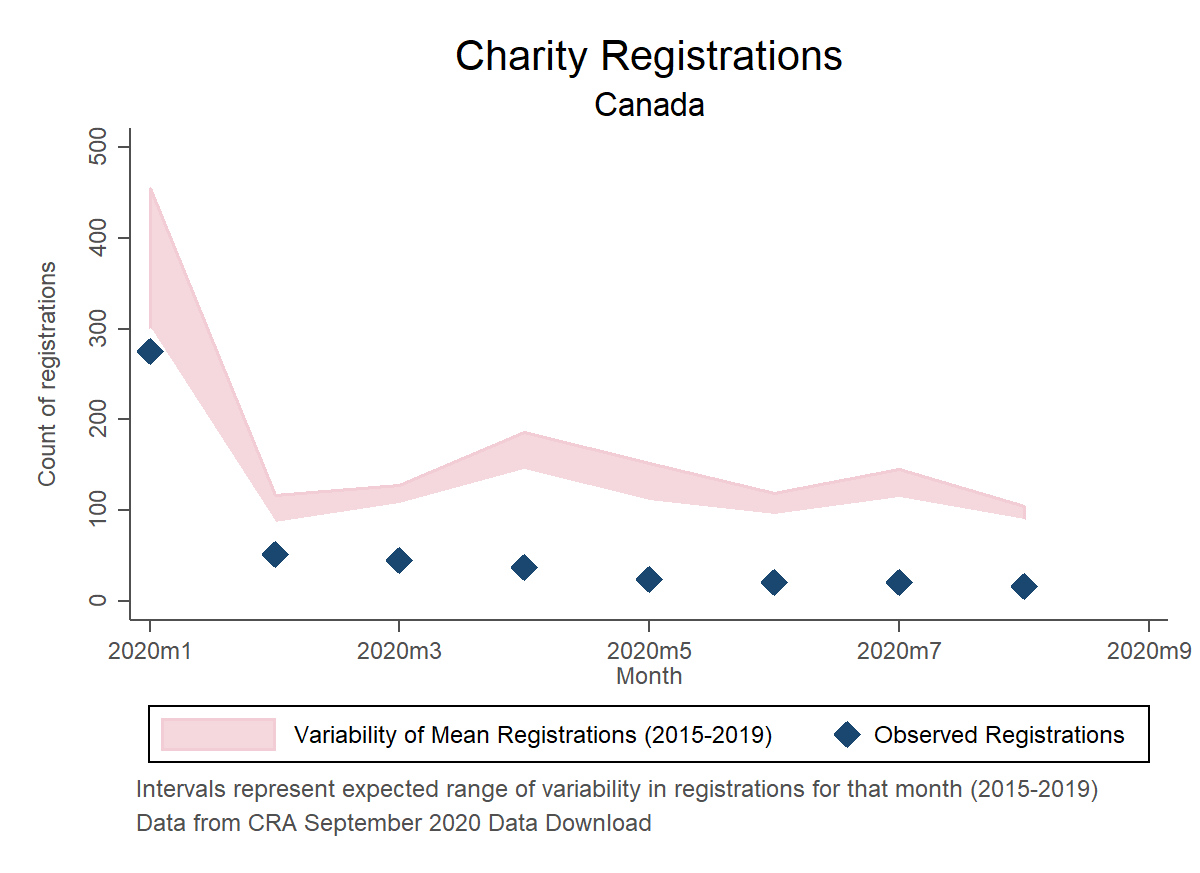 Charity Registrations
Canada
Count of registrations
500
400
300
200
100
0
2020m1 2020m3 2020m5 2020m7 2020m9
Month
Variability of Mean Registrations (2015-2019) Observed Registrations
Intervals represent expected range of variability in registrations for that month (2015-2019)
Data from CRA September 2020 Data Download